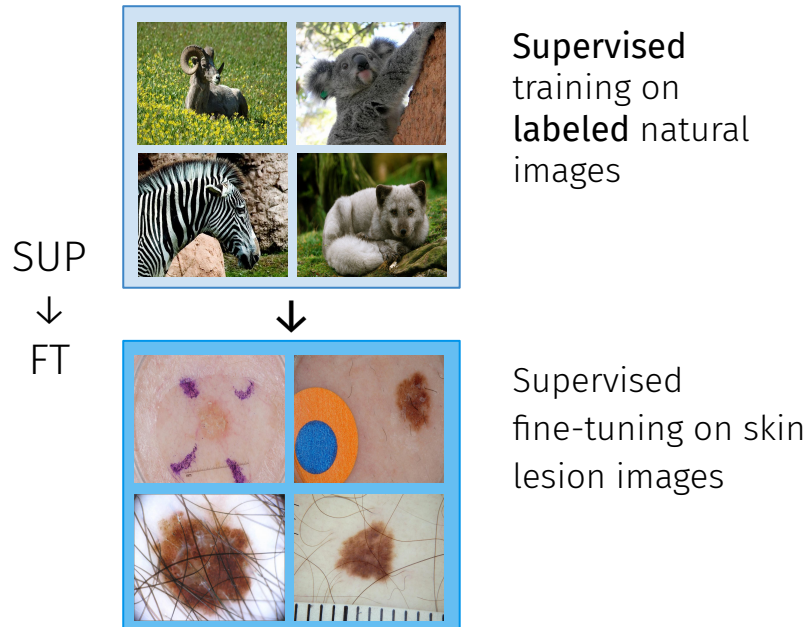 Supervised
training on
labeled natural
images
SUP
↓
FT
↓
Supervised
fine-tuning on skin
lesion images